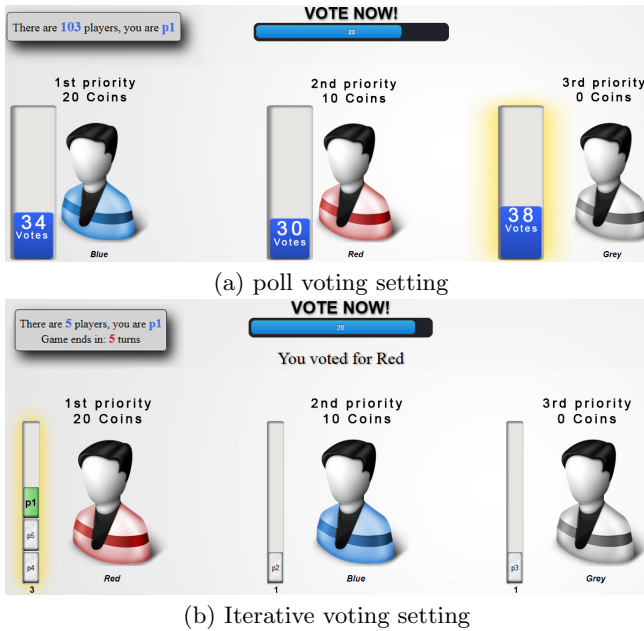 There are 103 players, you are p1
VOTE NOW!
23
1st priority
20 Coins
2nd priority
10 Coins
3rd priority
0 Coins
34
Votes
30
Votes
38
Votes
Blue
Red
Grey
(a) poll voting setting
There are 5 players, you are p1
Game ends in: 5 turns
VOTE NOW!
28
You voted for Red
1st priority
20 Coins
2nd priority
10 Coins
3rd priority
0 Coins
p1
p5
p4
p2
p3
Red
Blue
Grey
3
1
1
(b) Iterative voting setting